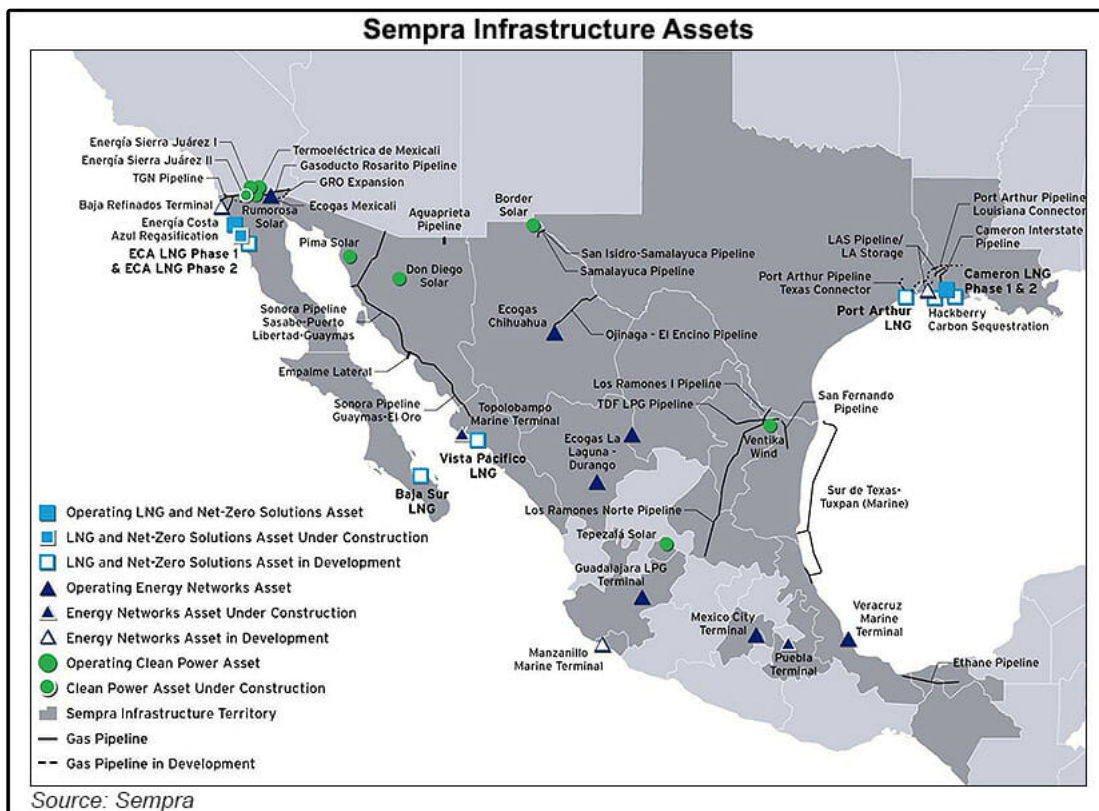 Sempra Infrastructure Assets
Energía Sierra Juárez I
Energía Sierra Juárez II
TGN Pipeline
Baja Refinados Terminal
Energía Costa
Azul Regasification
ECA LNG Phase 1
& ECA LNG Phase 2
Termoeléctrica de Mexicali
Gasoducto Rosarito Pipeline
GRO Expansion
Ecogas Mexicali
Rumorosa
Solar
Pima Solar
Aguaprieta
Pipeline
Don Diego
Solar
Border
Solar
San Isidro-Samalayuca Pipeline
Samalayuca Pipeline
Port Arthur Pipeline
Louisiana Connector
Cameron Interstate
Pipeline
LAS Pipeline/
LA Storage
Port Arthur Pipeline
Texas Connector
Cameron LNG
Phase 1 & 2
Port Arthur
LNG
Hackberry
Carbon Sequestration
Sonora Pipeline
Sasabe-Puerto
Libertad-Guaymas
Ecogas
Chihuahua
Ojinaga - El Encino Pipeline
Empalme Lateral
Sonora Pipeline
Guaymas-El Oro
Topolobampo
Marine Terminal
Los Ramones I Pipeline
TDF LPG Pipeline
San Fernando
Pipeline
Ventika
Wind
Vista Pacífico
LNG
Ecogas La
Laguna -
Durango
Baja Sur
LNG
Sur de Texas-
Tuxpan (Marine)
Los Ramones Norte Pipeline
Tepezalá Solar
Guadalajara LPG
Terminal
Manzanillo
Marine Terminal
Mexico City
Terminal
Puebla
Terminal
Veracruz
Marine
Terminal
Ethane Pipeline
Operating LNG and Net-Zero Solutions Asset
LNG and Net-Zero Solutions Asset Under Construction
LNG and Net-Zero Solutions Asset in Development
Operating Energy Networks Asset
Energy Networks Asset Under Construction
Energy Networks Asset in Development
Operating Clean Power Asset
Clean Power Asset Under Construction
Sempra Infrastructure Territory
Gas Pipeline
Gas Pipeline in Development
Source: Sempra